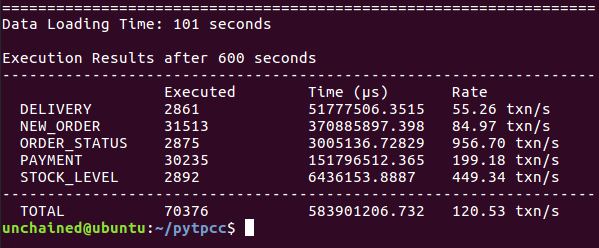 ==================================================================
Data Loading Time: 101 seconds
Execution Results after 600 seconds
------------------------------------------------------------------
Executed Time (µs) Rate
DELIVERY 2861 51777506.3515 55.26 txn/s
NEW_ORDER 31513 370885897.398 84.97 txn/s
ORDER_STATUS 2875 3005136.72829 956.70 txn/s
PAYMENT 30235 151796512.365 199.18 txn/s
STOCK_LEVEL 2892 6436153.8887 449.34 txn/s
------------------------------------------------------------------
TOTAL 70376 583901206.732 120.53 txn/s
unchained@ubuntu:~/pytpcc$